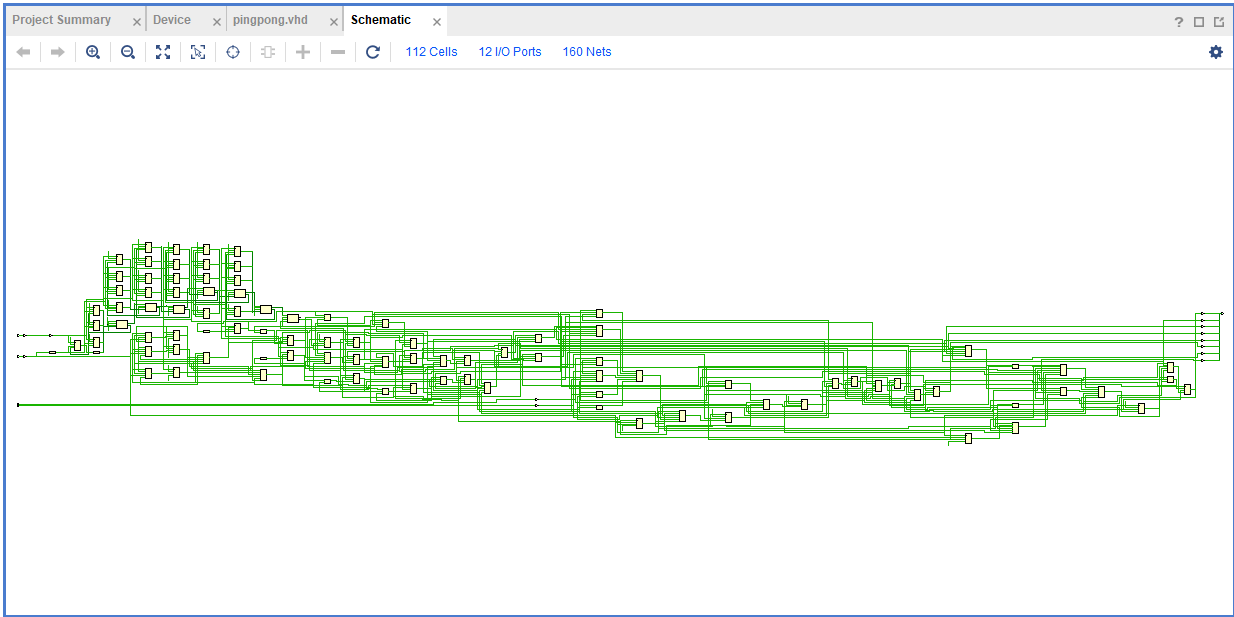 Project Summary
Device
pingpong.vhd
Schematic
112 Cells
12 I/O Ports
160 Nets